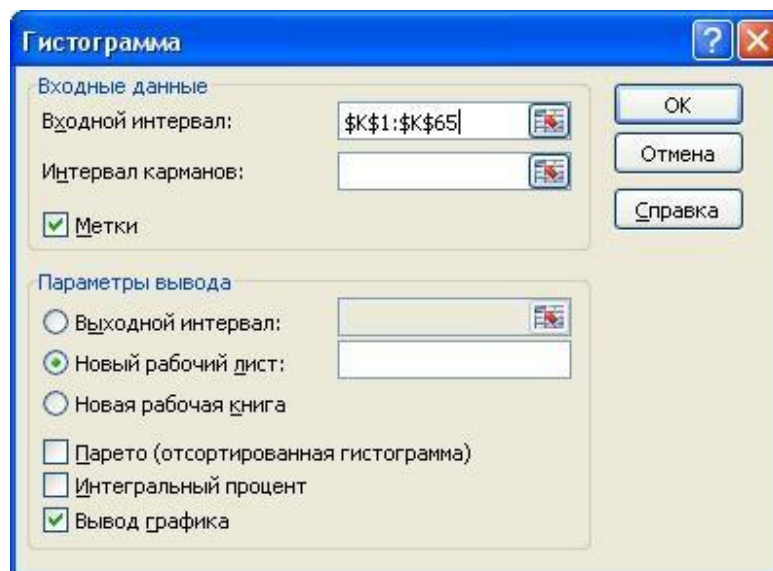 Гистограмма
Входные данные
Входной интервал: $K$1:$K$65
Интервал карманов:
Метки
OK
Отмена
Справка
Параметры вывода
Выходной интервал:
Новый рабочий лист:
Новая рабочая книга
Парето (отсортированная гистограмма)
Интегральный процент
Вывод графика